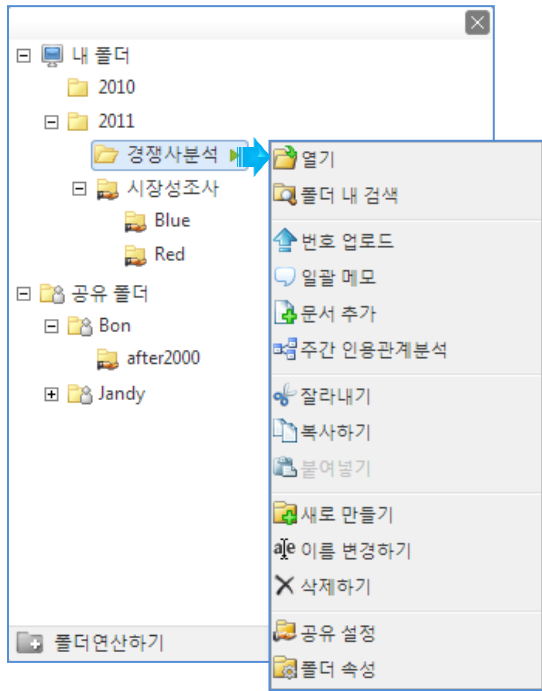 내 폴더
2010
2011
경쟁사분석
시장성조사
Blue
Red
공유 폴더
Bon
after2000
Jandy
폴더연산하기
열기
폴더 내 검색
번호 업로드
일괄 메모
문서 추가
주간 인용관계분석
잘라내기
복사하기
붙여넣기
새로 만들기
이름 변경하기
삭제하기
공유 설정
폴더 속성